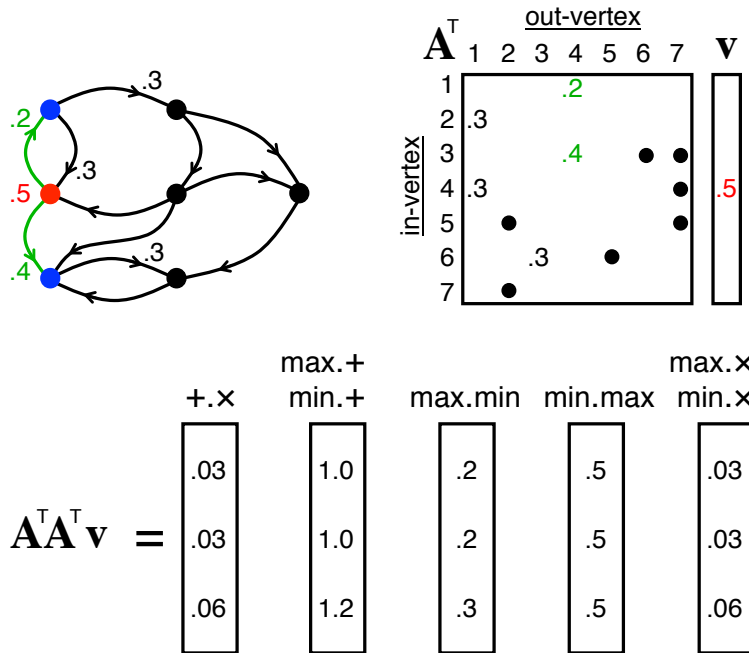 out-vertex
Aᵀ 1 2 3 4 5 6 7 v
in-vertex
1 .2
2 .3
3 .4
4 .3 .5
5
6 .3
7
.3
.2
.3
.5
.3
.4
max.+ max.×
+.× min.+ max.min min.max min.×
.03 1.0 .2 .5 .03
AᵀAᵀv = .03 1.0 .2 .5 .03
.06 1.2 .3 .5 .06